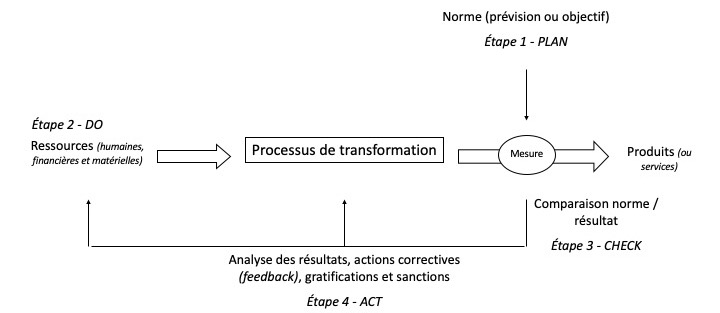 Norme (prévision ou objectif)
Étape 1 - PLAN
Étape 2 - DO
Ressources (humaines,
financières et matérielles)
Processus de transformation
Mesure
Produits (ou
services)
Comparaison norme /
résultat
Étape 3 - CHECK
Analyse des résultats, actions correctives
(feedback), gratifications et sanctions
Étape 4 - ACT